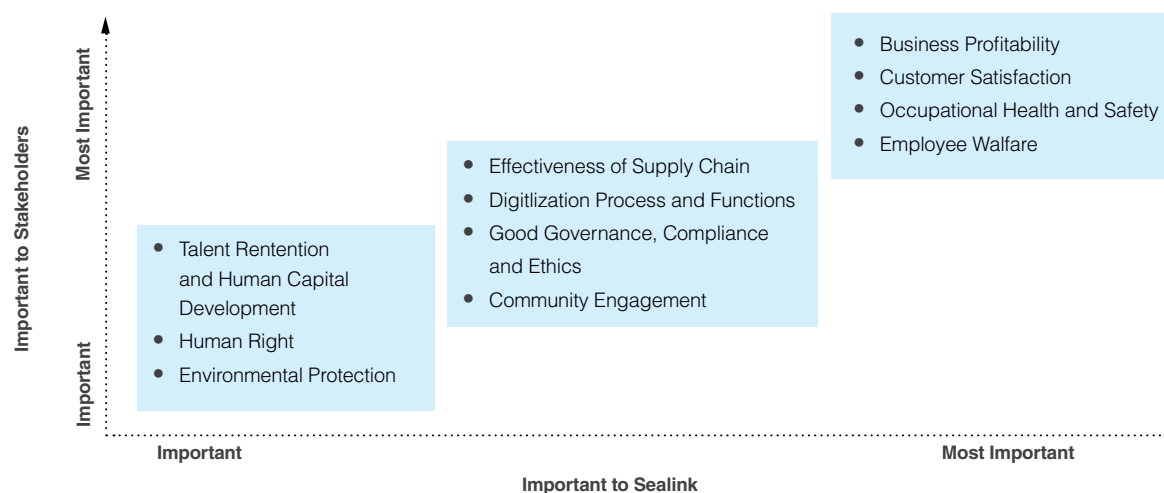 Important to Stakeholders
Most Important
Important
• Business Profitability
• Customer Satisfaction
• Occupational Health and Safety
• Employee Walfare
• Effectiveness of Supply Chain
• Digitlization Process and Functions
• Good Governance, Compliance
and Ethics
• Community Engagement
• Talent Rentention
and Human Capital
Development
• Human Right
• Environmental Protection
Important
Most Important
Important to Sealink